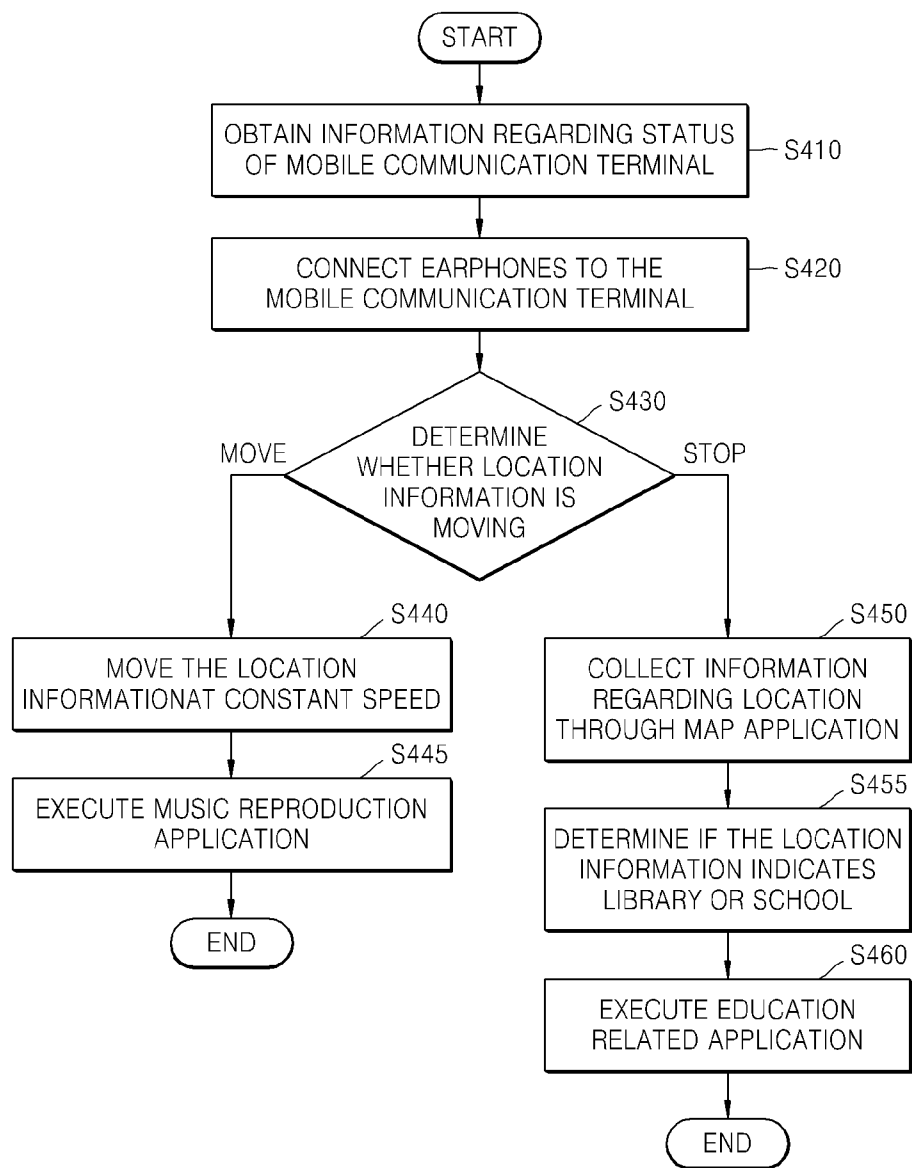 START
OBTAIN INFORMATION REGARDING STATUS
OF MOBILE COMMUNICATION TERMINAL
S410
CONNECT EARPHONES TO THE
MOBILE COMMUNICATION TERMINAL
S420
S430
DETERMINE
WHETHER LOCATION
INFORMATION IS
MOVING
MOVE
STOP
S440
MOVE THE LOCATION
INFORMATIONAT CONSTANT SPEED
S445
EXECUTE MUSIC REPRODUCTION
APPLICATION
END
S450
COLLECT INFORMATION
REGARDING LOCATION
THROUGH MAP APPLICATION
S455
DETERMINE IF THE LOCATION
INFORMATION INDICATES
LIBRARY OR SCHOOL
S460
EXECUTE EDUCATION
RELATED APPLICATION
END